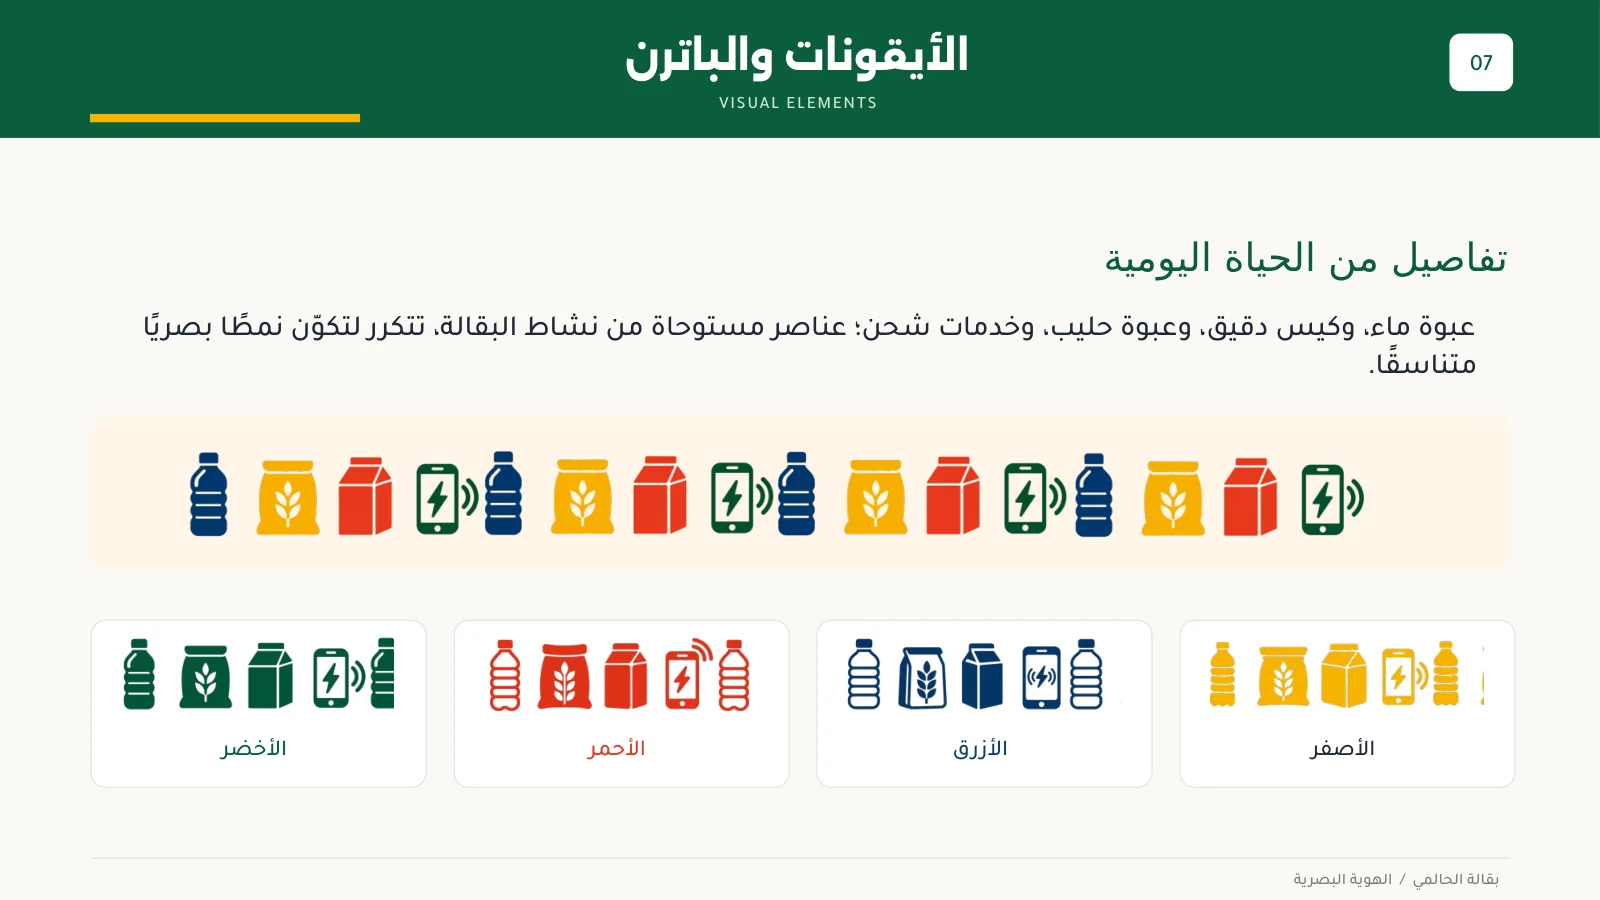 07
الأيقونات والباترن
VISUAL ELEMENTS
تفاصيل من الحياة اليومية
عبوة ماء، وكيس دقيق، وعبوة حليب، وخدمات شحن؛ عناصر مستوحاة من نشاط البقالة، تتكرر لتكوّن نمطًا بصريًا
متناسقًا.
الأصفر
الأزرق
الأحمر
الأخضر
بقالة الحالمي / الهوية البصرية